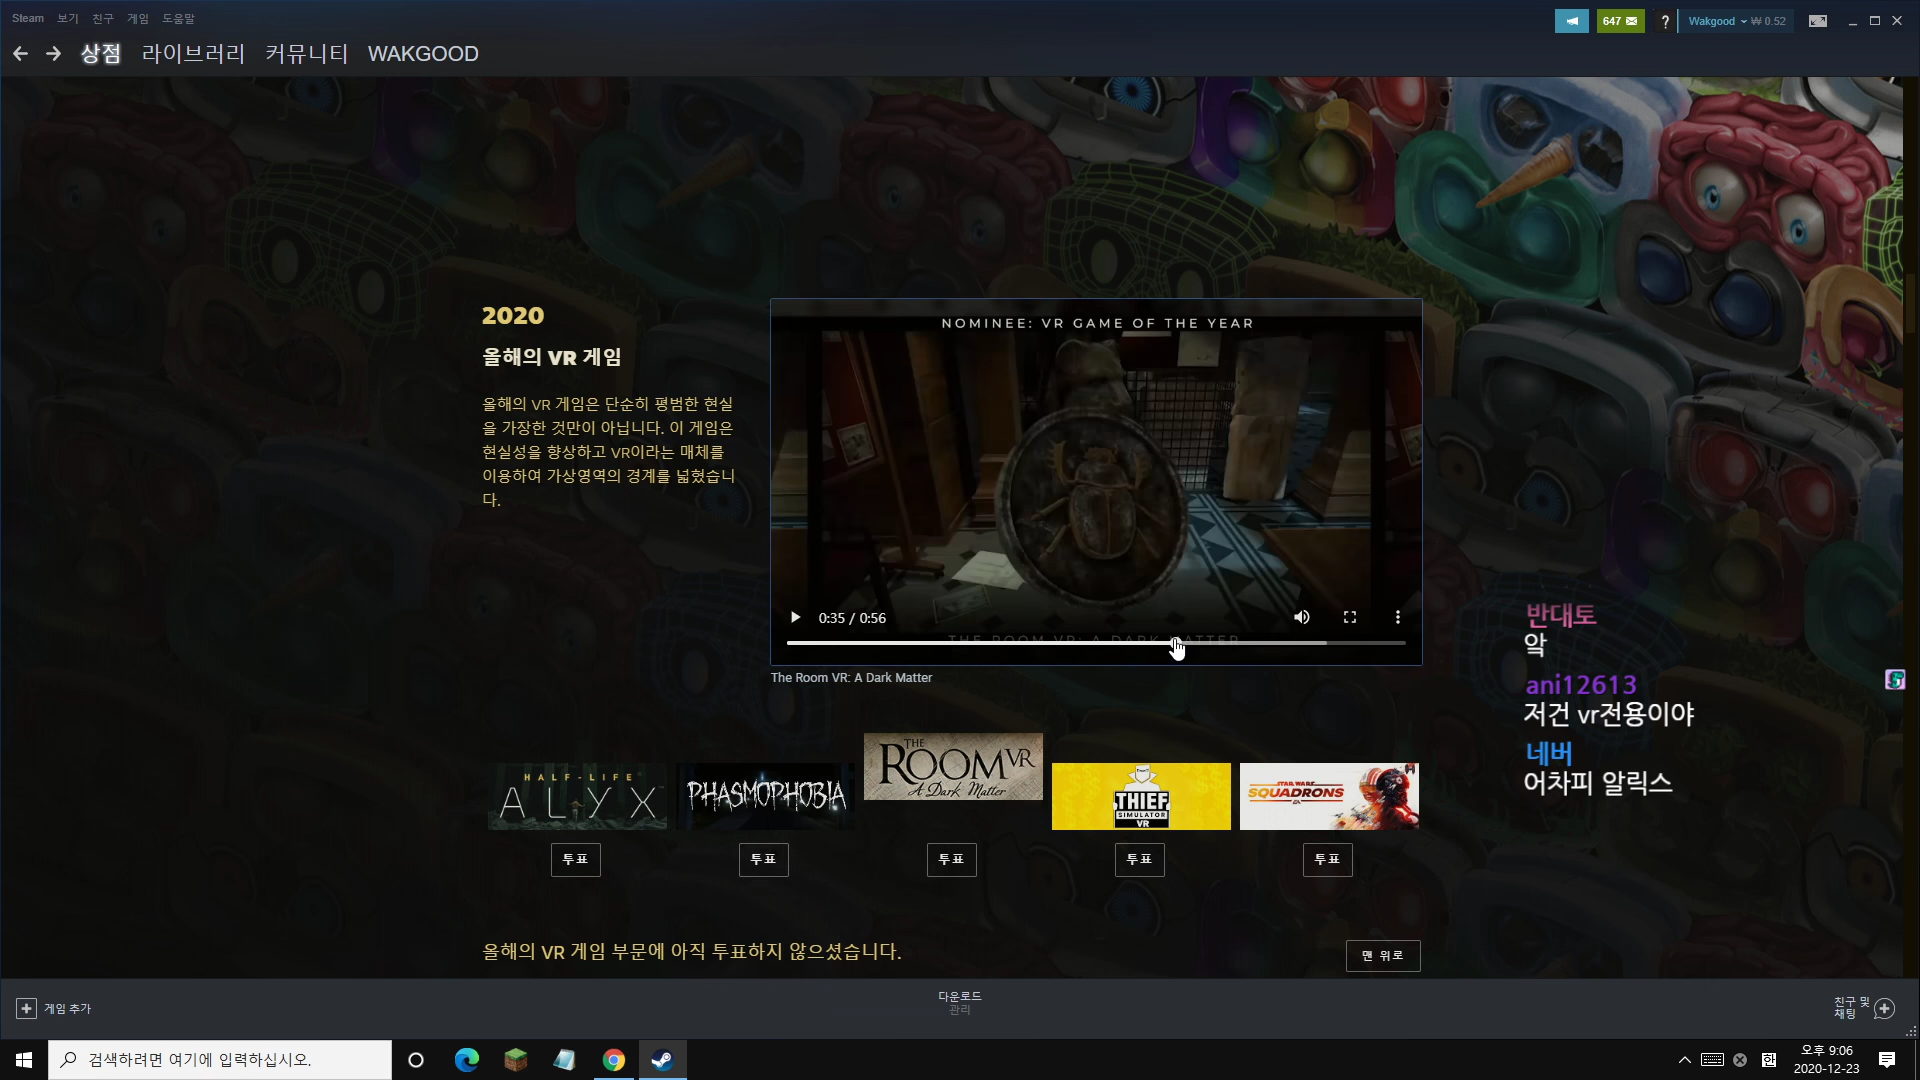 Steam 보기 친구 게임 도움말
647 ? Wakgood ₩ 0.52
상점 라이브러리 커뮤니티 WAKGOOD
2020
올해의 VR 게임
올해의 VR 게임은 단순히 평범한 현실
을 가장한 것만이 아닙니다. 이 게임은
현실성을 향상하고 VR이라는 매체를
이용하여 가상영역의 경계를 넓혔습니
다.
NOMINEE: VR GAME OF THE YEAR
0:35 / 0:56
THE ROOM VR: A DARK MATTER
The Room VR: A Dark Matter
반대토
앜
ani12613
저건 vr전용이야
네버
어차피 알릭스
HALF-LIFE
ALYX
PHASMOPHOBIA
THE
ROOM VR
A Dark Matter
THIEF
SIMULATOR
VR
STAR WARS
SQUADRONS
EA
투표 투표 투표 투표 투표
올해의 VR 게임 부문에 아직 투표하지 않으셨습니다.
맨 위로
게임 추가
다운로드
관리
친구 및
채팅
검색하려면 여기에 입력하십시오.
한
오후 9:06
2020-12-23